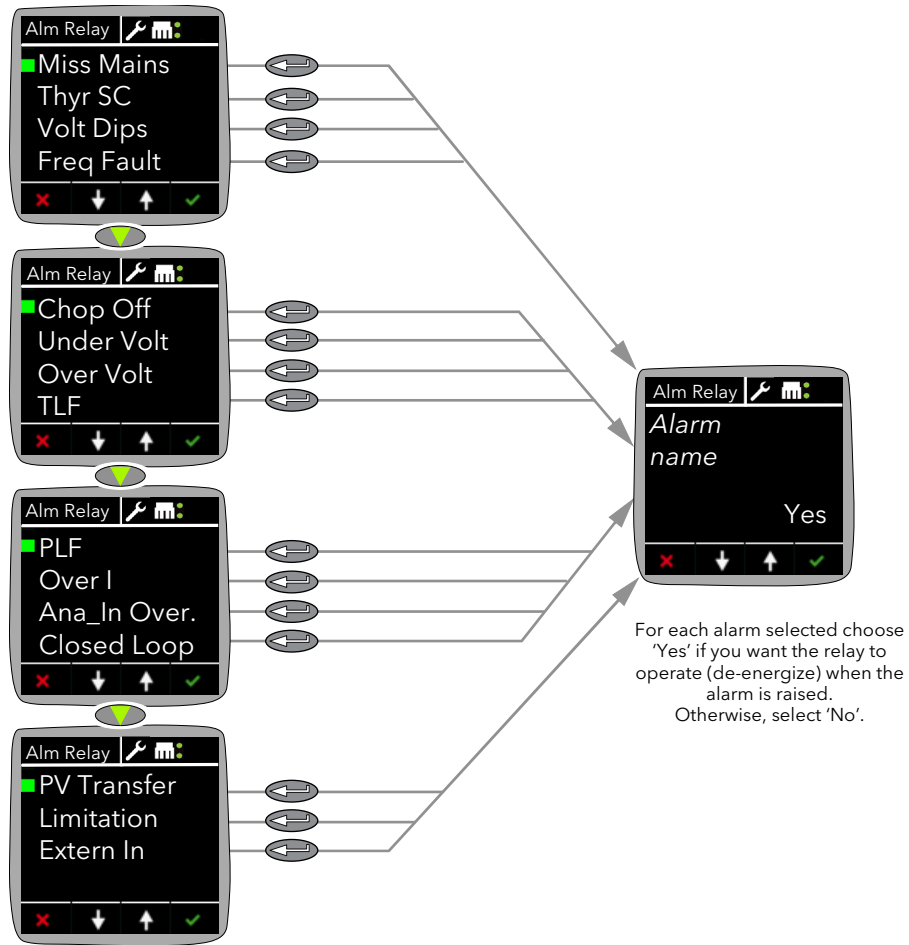 Alm Relay
Miss Mains
Thyr SC
Volt Dips
Freq Fault
Alm Relay
Chop Off
Under Volt
Over Volt
TLF
Alm Relay
PLF
Over I
Ana_In Over.
Closed Loop
Alm Relay
PV Transfer
Limitation
Extern In
Alm Relay
Alarm
name
Yes
For each alarm selected choose
‘Yes’ if you want the relay to
operate (de-energize) when the
alarm is raised.
Otherwise, select ‘No’.